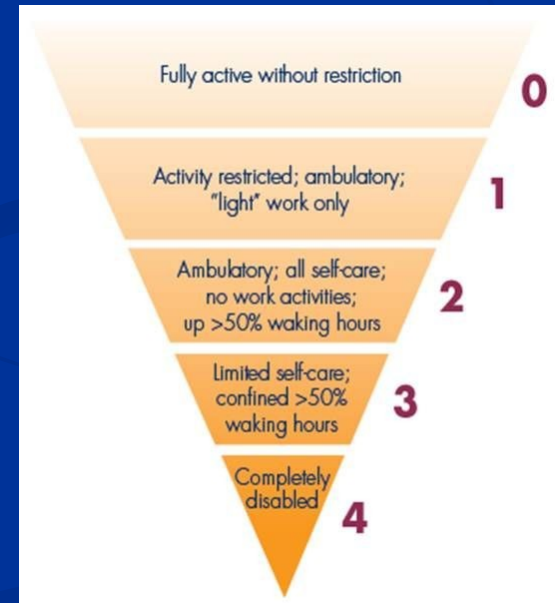 Fully active without restriction
0
Activity restricted; ambulatory;
"light" work only
1
Ambulatory; all self-care;
no work activities;
up >50% waking hours
2
Limited self-care;
confined >50%
waking hours
3
Completely
disabled
4